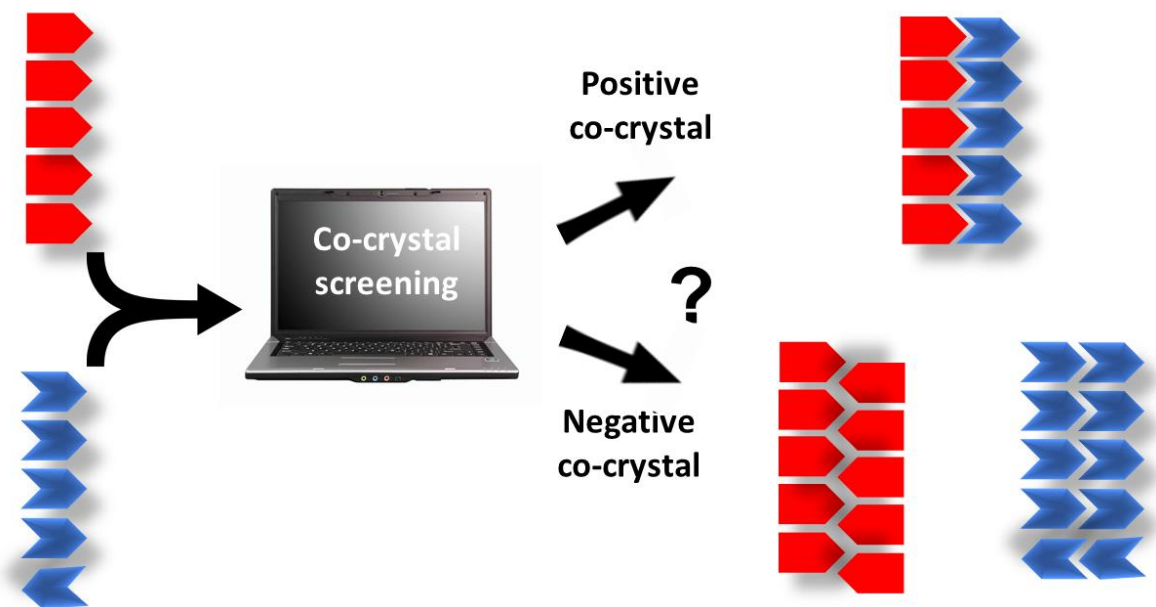 Positive
co-crystal
Co-crystal
screening
?
Negative
co-crystal